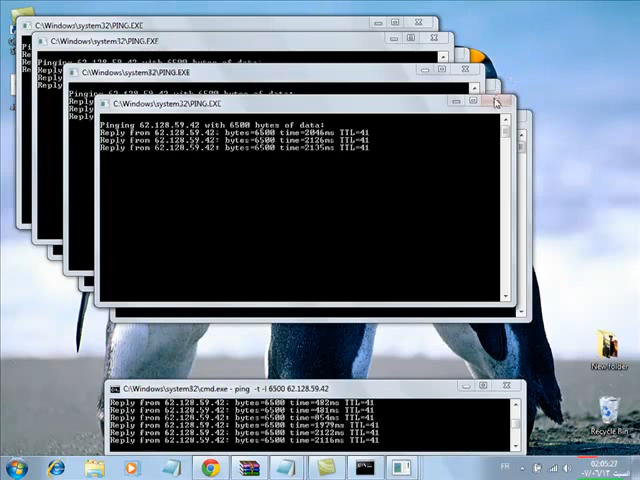 C:\Windows\system32\PING.EXE
C:\Windows\system32\PING.EXE
Pinging
Reply
Reply
Reply
C:\Windows\system32\PING.EXE
Pinging
Reply
Reply
C:\Windows\system32\PING.EXE
Pinging 62.128.59.42 with 6500 bytes of data:
Reply from 62.128.59.42: bytes=6500 time=2046ms TTL=41
Reply from 62.128.59.42: bytes=6500 time=2126ms TTL=41
Reply from 62.128.59.42: bytes=6500 time=2135ms TTL=41
New folder
C:\Windows\system32\cmd.exe - ping -t -l 6500 62.128.59.42
Reply from 62.128.59.42: bytes=6500 time=482ms TTL=41
Reply from 62.128.59.42: bytes=6500 time=481ms TTL=41
Reply from 62.128.59.42: bytes=6500 time=854ms TTL=41
Reply from 62.128.59.42: bytes=6500 time=1979ms TTL=41
Reply from 62.128.59.42: bytes=6500 time=2122ms TTL=41
Reply from 62.128.59.42: bytes=6500 time=2116ms TTL=41
Recycle Bin
FR
02:05:27